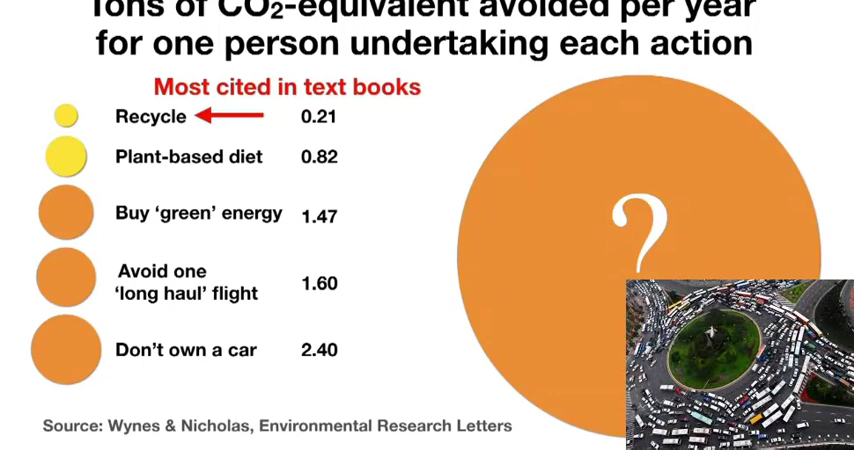 Tons of CO₂-equivalent avoided per year
for one person undertaking each action
Most cited in text books
Recycle 0.21
Plant-based diet 0.82
Buy ‘green’ energy 1.47
Avoid one
‘long haul’ flight 1.60
Don’t own a car 2.40
?
Source: Wynes & Nicholas, Environmental Research Letters